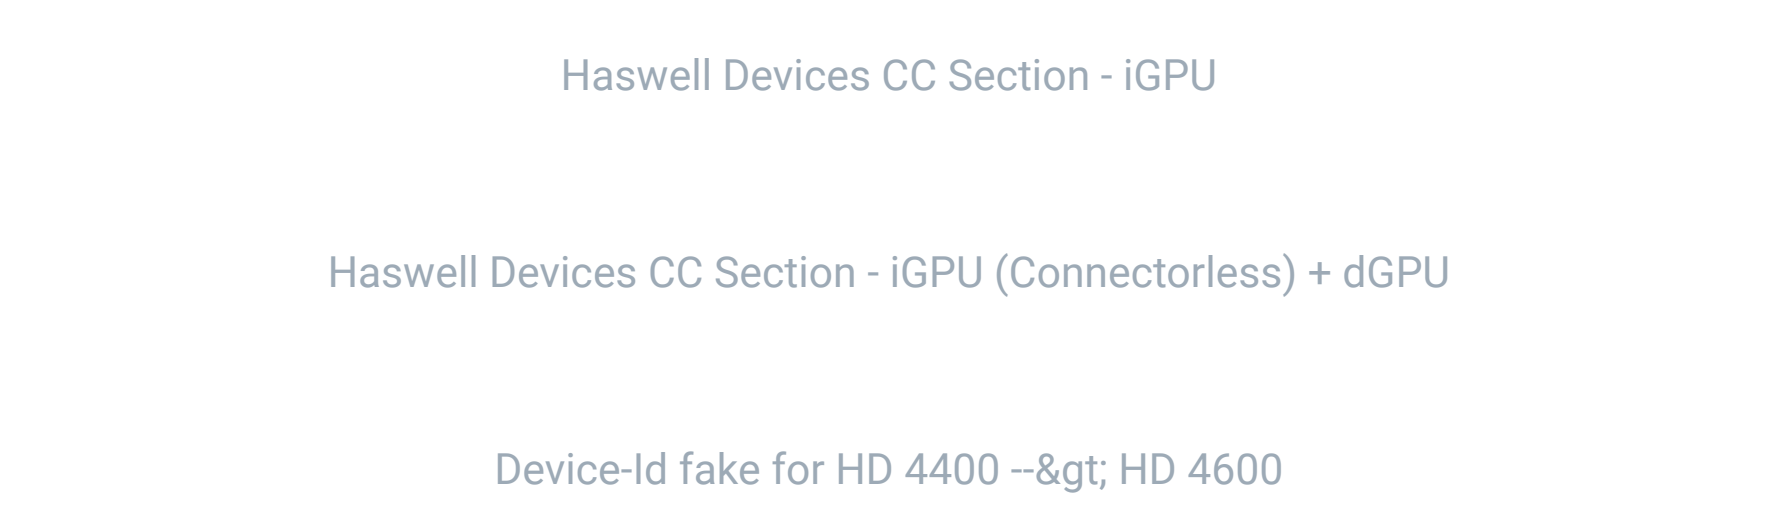 Haswell Devices CC Section - iGPU
Haswell Devices CC Section - iGPU (Connectorless) + dGPU
Device-Id fake for HD 4400 --&gt; HD 4600